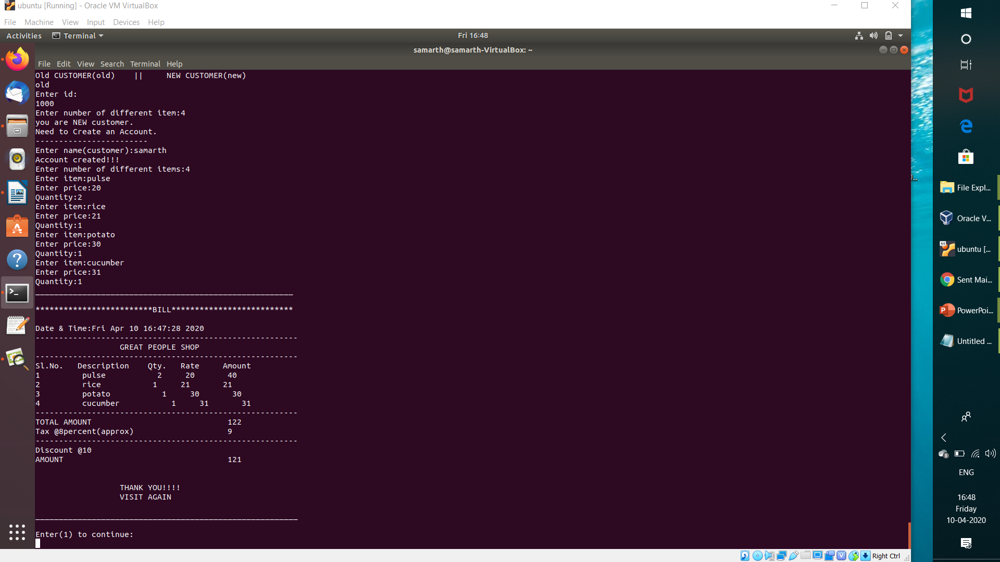 ubuntu [Running] - Oracle VM VirtualBox
File Machine View Input Devices Help
Activities Terminal Fri 16:48
samarth@samarth-VirtualBox: ~
File Edit View Search Terminal Help
Old CUSTOMER(old) || NEW CUSTOMER(new)
old
Enter id:
1000
Enter number of different item:4
you are NEW customer.
Need to Create an Account.
------------------------
Enter name(customer):samarth
Account created!!!
Enter number of different items:4
Enter item:pulse
Enter price:20
Quantity:2
Enter item:rice
Enter price:21
Quantity:1
Enter item:potato
Enter price:30
Quantity:1
Enter item:cucumber
Enter price:31
Quantity:1
_______________________________________________________
*************************BILL**************************
Date & Time:Fri Apr 10 16:47:28 2020
--------------------------------------------------------
GREAT PEOPLE SHOP
--------------------------------------------------------
Sl.No. Description Qty. Rate Amount
1 pulse 2 20 40
2 rice 1 21 21
3 potato 1 30 30
4 cucumber 1 31 31
--------------------------------------------------------
TOTAL AMOUNT 122
Tax @8percent(approx) 9
--------------------------------------------------------
Discount @10
AMOUNT 121
THANK YOU!!!!
VISIT AGAIN
________________________________________________________
Enter(1) to continue:
Right Ctrl
File Expl...
Oracle V...
ubuntu [...
Sent Mai...
PowerPoi...
Untitled ...
ENG
16:48
Friday
10-04-2020